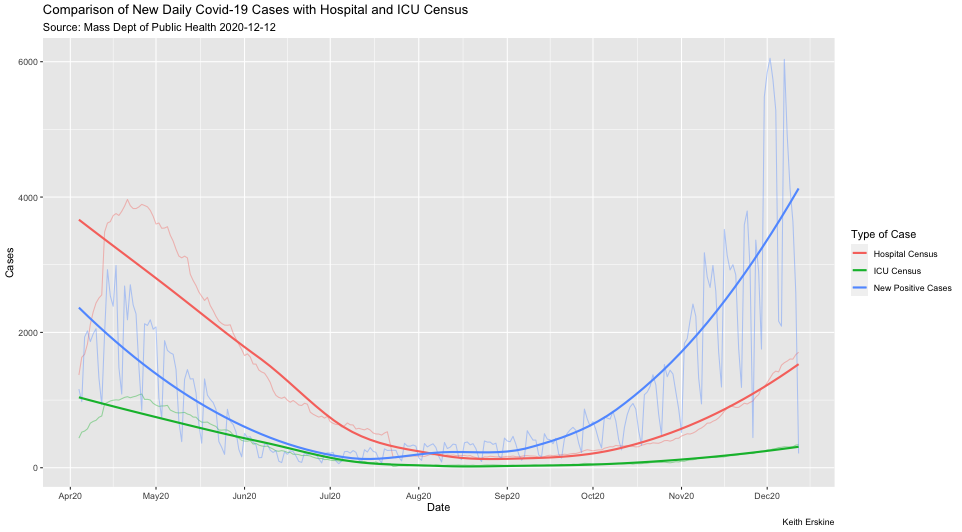 Comparison of New Daily Covid-19 Cases with Hospital and ICU Census
Source: Mass Dept of Public Health 2020-12-12
6000
4000
2000
0
Cases
Apr20 May20 Jun20 Jul20 Aug20 Sep20 Oct20 Nov20 Dec20
Date
Type of Case
Hospital Census
ICU Census
New Positive Cases
Keith Erskine